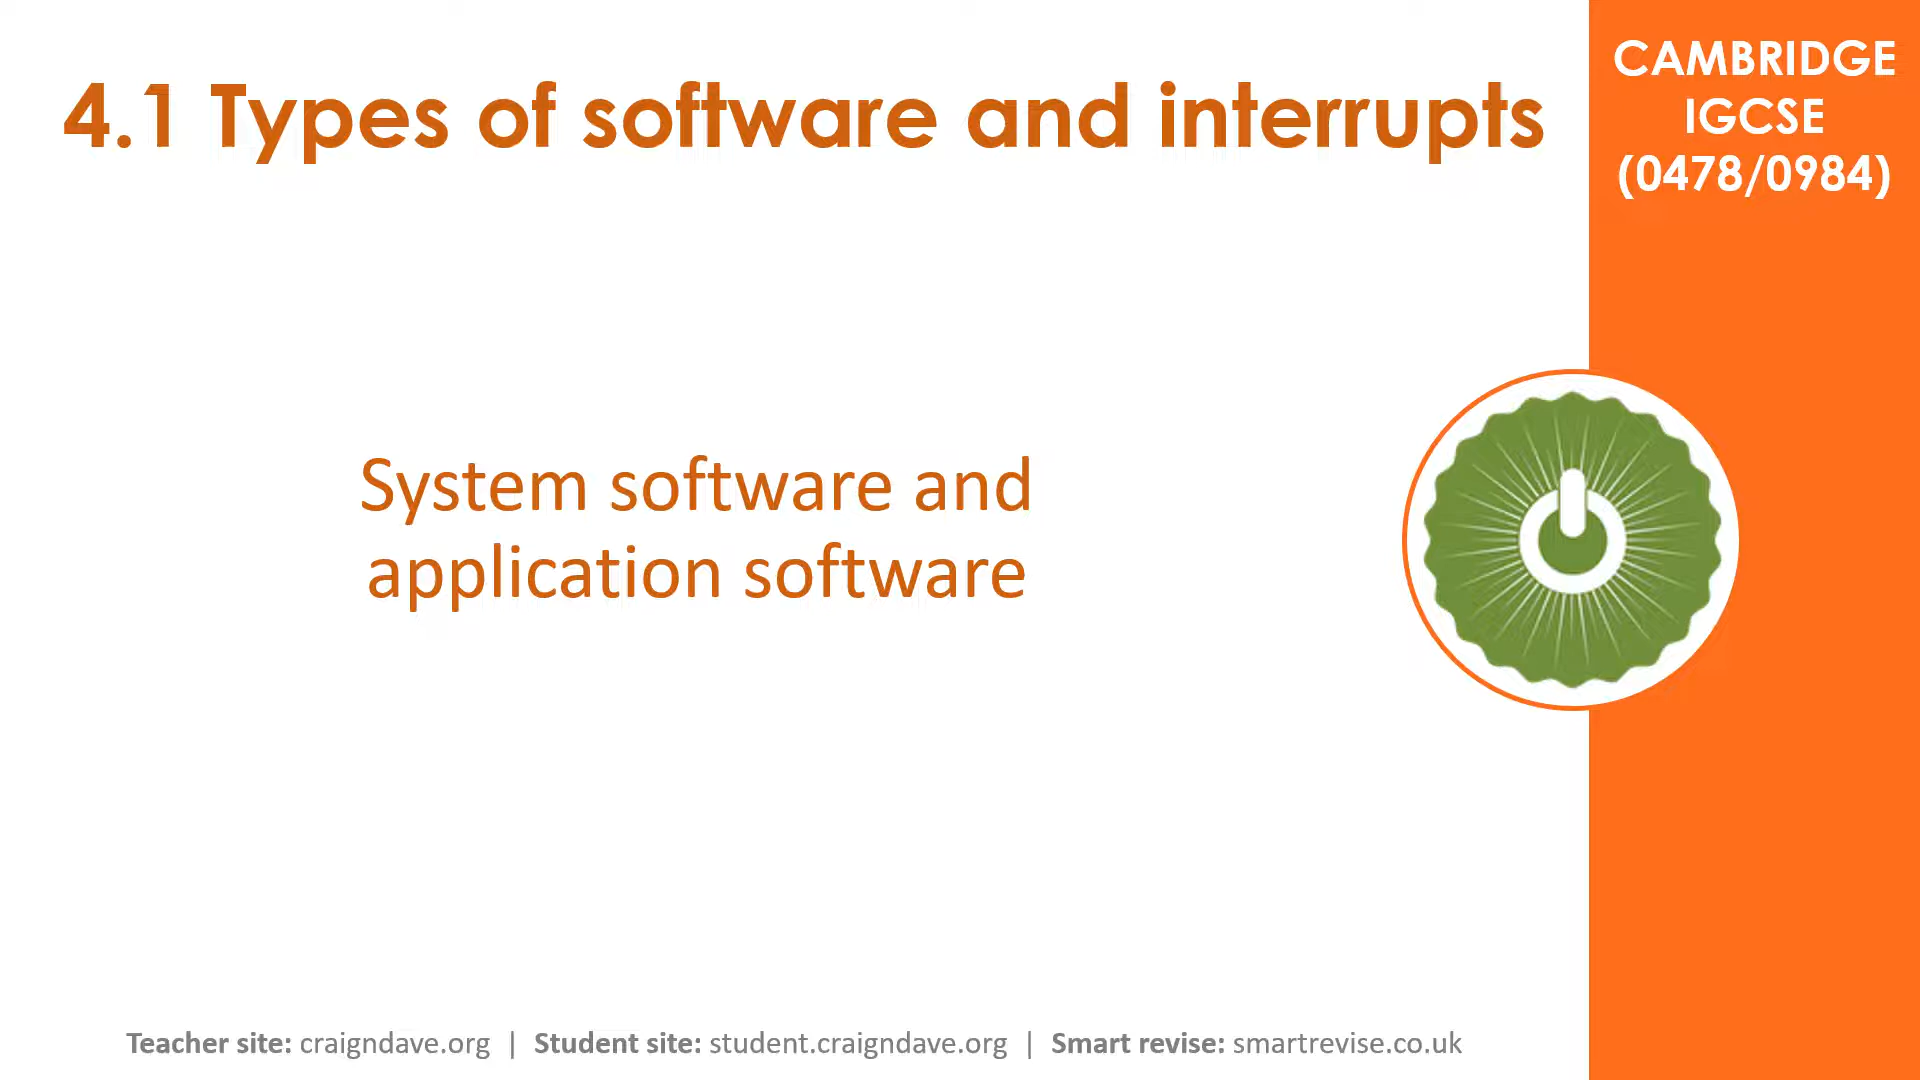 4.1 Types of software and interrupts
CAMBRIDGE
IGCSE
(0478/0984)
System software and
application software
Teacher site: craigndave.org | Student site: student.craigndave.org | Smart revise: smartrevise.co.uk